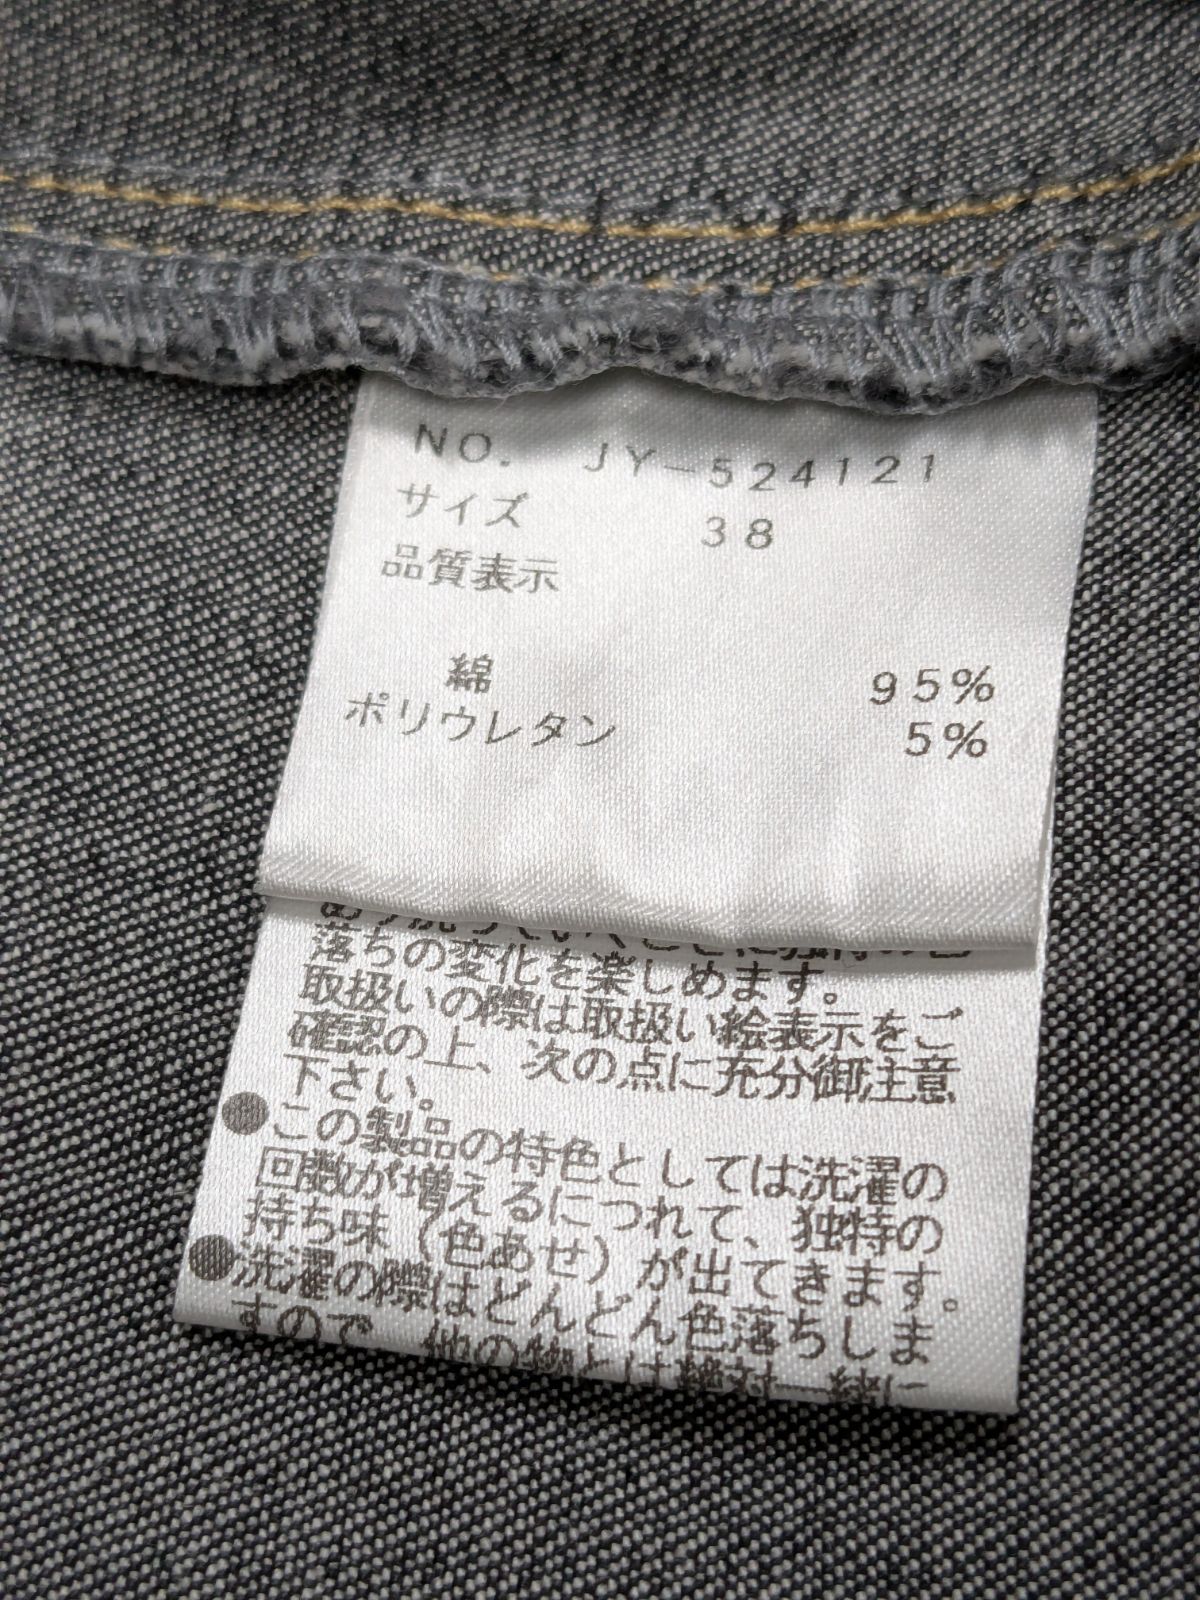 NO. JY-524121
サイズ 38
品質表示
綿 95%
ポリウレタン 5%
落ちの変化を楽しめます。
取扱いの際は取扱い絵表示をご
確認の上、次の点に充分御注意
下さい。
●この製品の特色としては洗濯の
回数が増えるにつれて、独特の
持ち味（色あせ）が出てきます。
●洗濯の際はどんどん色落ちしま
すので、他の物とは絶対一緒に